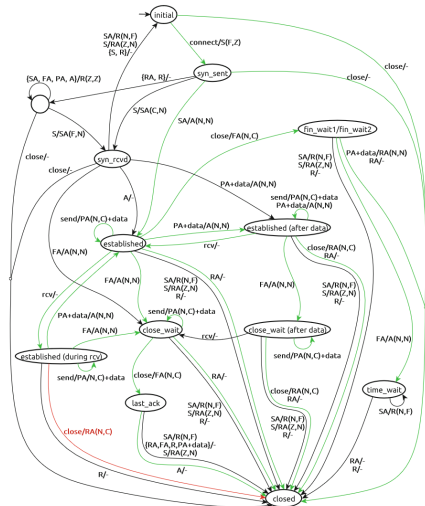 initial
SA/R(N,F)
S/RA(Z,N)
{S, R}/-
connect/S(F,Z)
close/-
{SA, FA, PA, A}/R(Z,Z)
{RA, R}/-
syn_sent
close/-
S/SA(F,N)
S/SA(C,N)
SA/A(N,N)
close/FA(N,C)
fin_wait1/fin_wait2
SA/R(N,F)
S/RA(Z,N)
R/-
PA+data/RA(N,N)
RA/-
close/-
close/-
syn_rcvd
A/-
PA+data/A(N,N)
send/PA(N,C)+data
send/PA(N,C)+data
PA+data/A(N,N)
PA+data/A(N,N)
established
established (after data)
rcv/-
FA/A(N,N)
close/RA(N,C)
RA/-
rcv/-
FA/A(N,N)
SA/R(N,F)
S/RA(Z,N)
R/-
RA/-
FA/A(N,N)
SA/R(N,F)
S/RA(Z,N)
R/-
PA+data/A(N,N)
send/PA(N,C)+data
FA/A(N,N)
close_wait
rcv/-
close_wait (after data)
FA/A(N,N)
established (during rcv)
send/PA(N,C)+data
send/PA(N,C)+data
close/FA(N,C)
RA/-
close/RA(N,C)
RA/-
time_wait
last_ack
SA/R(N,F)
S/RA(Z,N)
R/-
SA/R(N,F)
S/RA(Z,N)
R/-
SA/R(N,F)
close/RA(N,C)
SA/R(N,F)
{RA,FA,R,PA+data}/-
S/RA(Z,N)
R/-
A/-
RA/-
R/-
closed